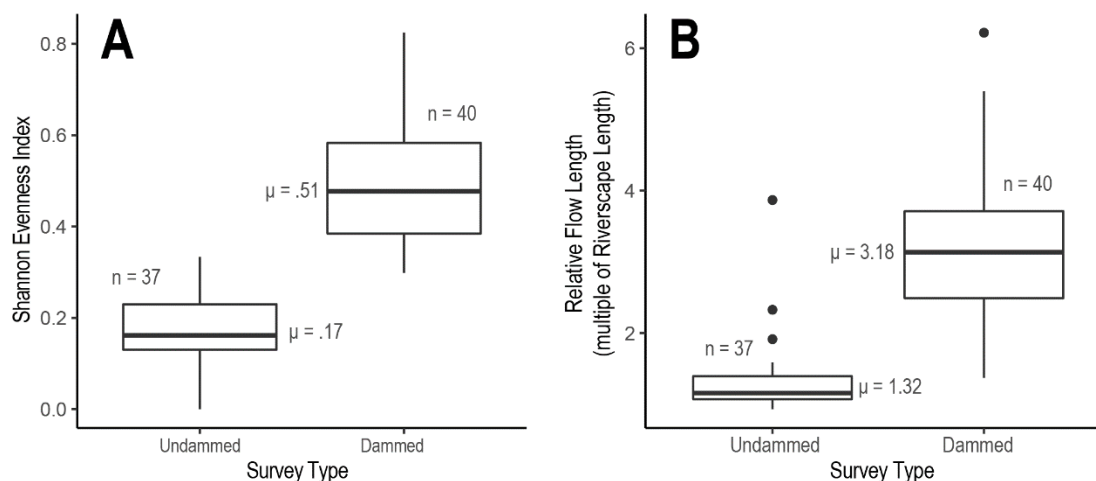 A
Shannon Evenness Index
0.8
0.6
0.4
0.2
0.0
n = 40
μ = .51
n = 37
μ = .17
Undammed
Dammed
Survey Type
B
Relative Flow Length
(multiple of Riverscape Length)
6
4
2
n = 40
μ = 3.18
n = 37
μ = 1.32
Undammed
Dammed
Survey Type